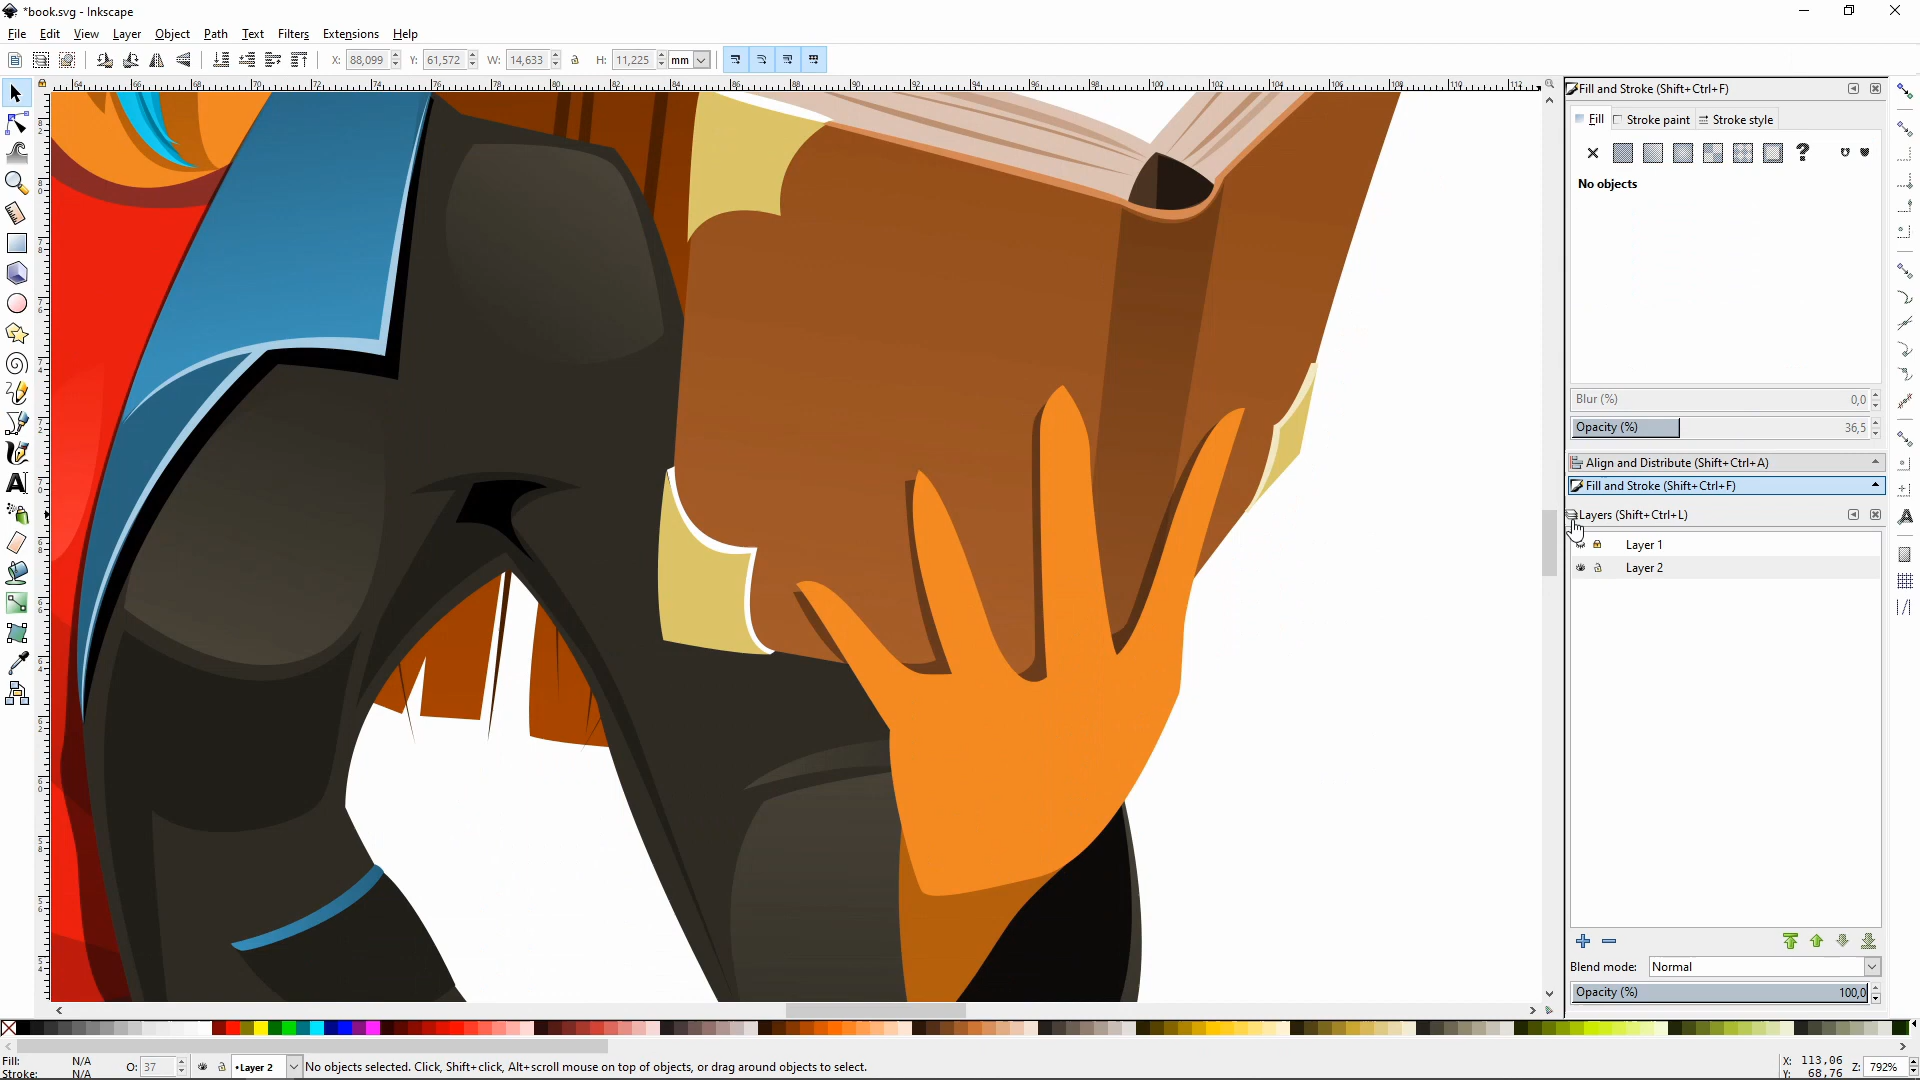 *book.svg - Inkscape
File Edit View Layer Object Path Text Filters Extensions Help
X: 88,099 Y: 61,572 W: 14,633 H: 11,225 mm
Fill and Stroke (Shift+Ctrl+F)
Fill Stroke paint Stroke style
No objects
Blur (%) 0,0
Opacity (%) 36,5
Align and Distribute (Shift+Ctrl+A)
Fill and Stroke (Shift+Ctrl+F)
Layers (Shift+Ctrl+L)
Layer 1
Layer 2
Blend mode: Normal
Opacity (%) 100,0
Fill: N/A
Stroke: N/A
O: 37
•Layer 2
No objects selected. Click, Shift+click, Alt+scroll mouse on top of objects, or drag around objects to select.
X: 113,06
Y: 68,76
Z: 792%